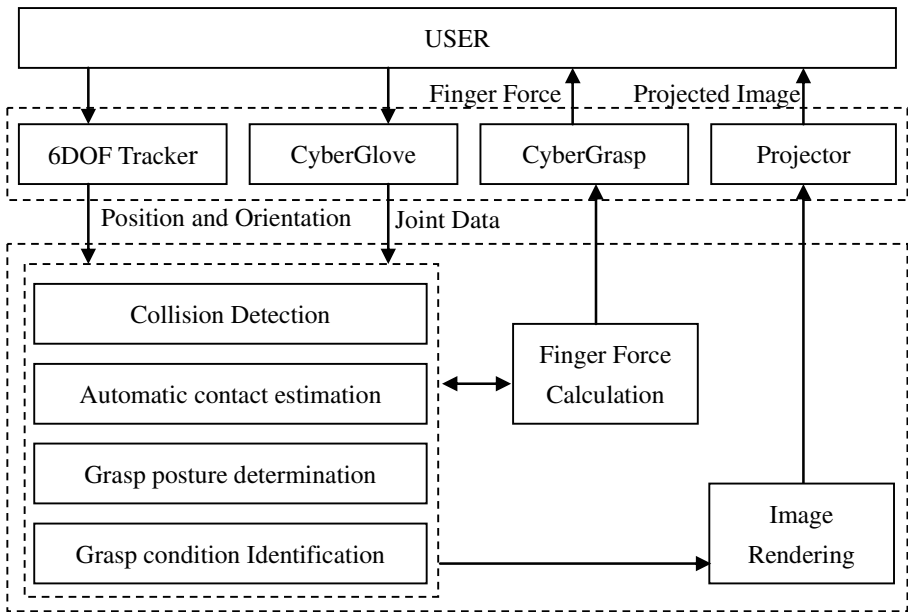 USER
Finger Force
Projected Image
6DOF Tracker
CyberGlove
CyberGrasp
Projector
Position and Orientation
Joint Data
Collision Detection
Automatic contact estimation
Grasp posture determination
Grasp condition Identification
Finger Force
Calculation
Image
Rendering